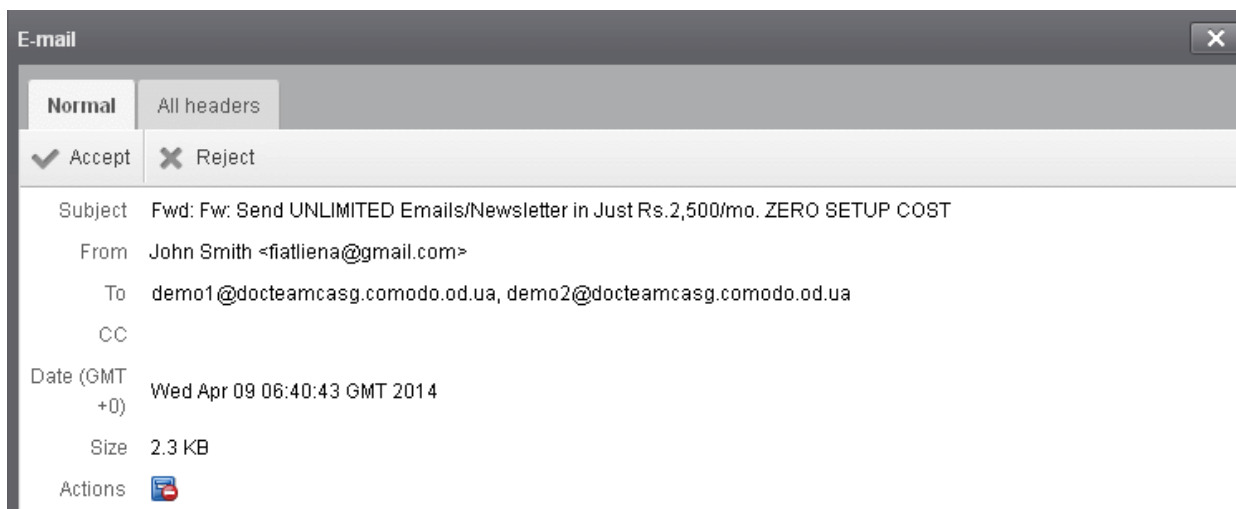 E-mail
Normal All headers
Accept Reject
Subject Fwd: Fw: Send UNLIMITED Emails/Newsletter in Just Rs.2,500/mo. ZERO SETUP COST
From John Smith <fiatliena@gmail.com>
To demo1@docteamcasg.comodo.od.ua, demo2@docteamcasg.comodo.od.ua
CC
Date (GMT
+0) Wed Apr 09 06:40:43 GMT 2014
Size 2.3 KB
Actions